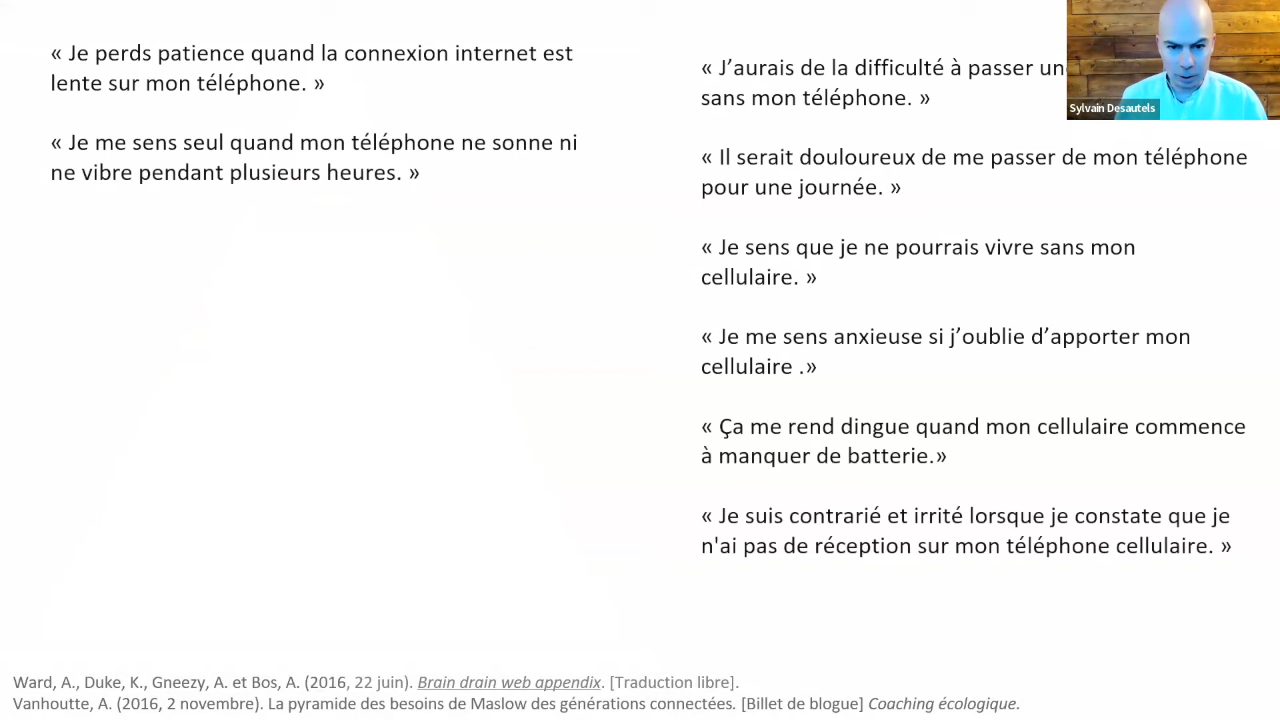 « Je perds patience quand la connexion internet est
lente sur mon téléphone. »
« Je me sens seul quand mon téléphone ne sonne ni
ne vibre pendant plusieurs heures. »
« J’aurais de la difficulté à passer un
sans mon téléphone. »
« Il serait douloureux de me passer de mon téléphone
pour une journée. »
« Je sens que je ne pourrais vivre sans mon
cellulaire. »
« Je me sens anxieuse si j’oublie d’apporter mon
cellulaire .»
« Ça me rend dingue quand mon cellulaire commence
à manquer de batterie.»
« Je suis contrarié et irrité lorsque je constate que je
n'ai pas de réception sur mon téléphone cellulaire. »
Sylvain Desautels
Ward, A., Duke, K., Gneezy, A. et Bos, A. (2016, 22 juin). Brain drain web appendix. [Traduction libre].
Vanhoutte, A. (2016, 2 novembre). La pyramide des besoins de Maslow des générations connectées. [Billet de blogue] Coaching écologique.